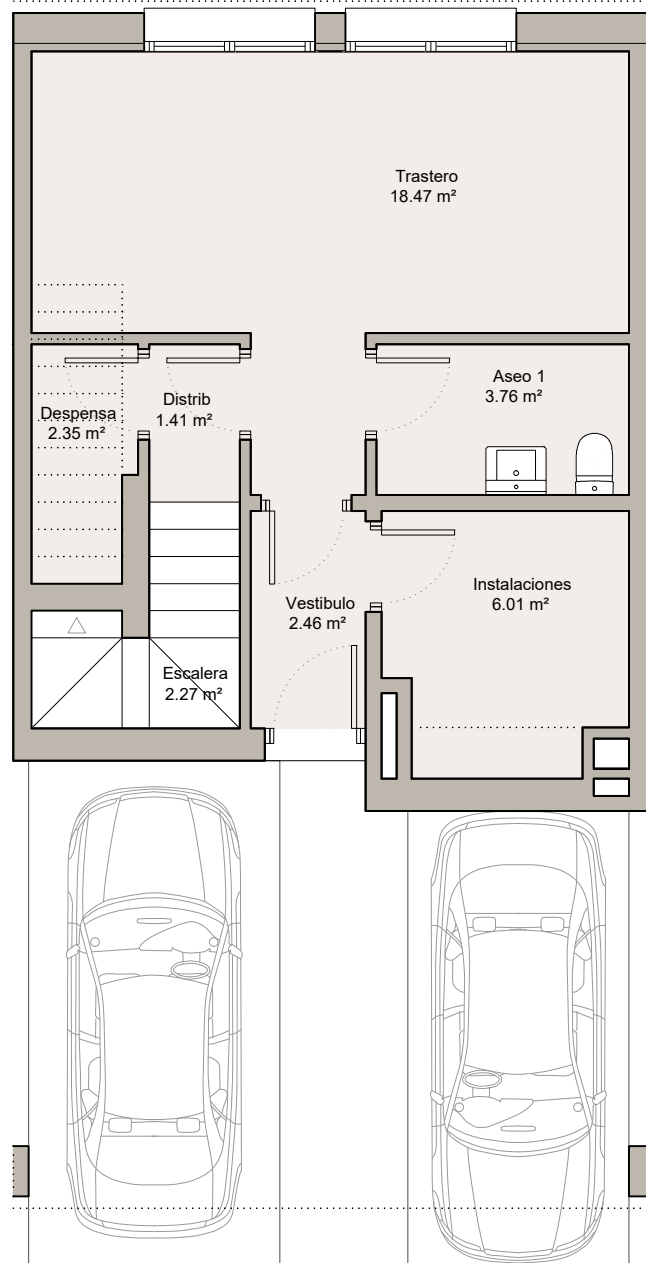 Trastero
18.47 m²
Aseo 1
3.76 m²
Distrib
1.41 m²
Despensa
2.35 m²
Instalaciones
6.01 m²
Vestibulo
2.46 m²
Escalera
2.27 m²